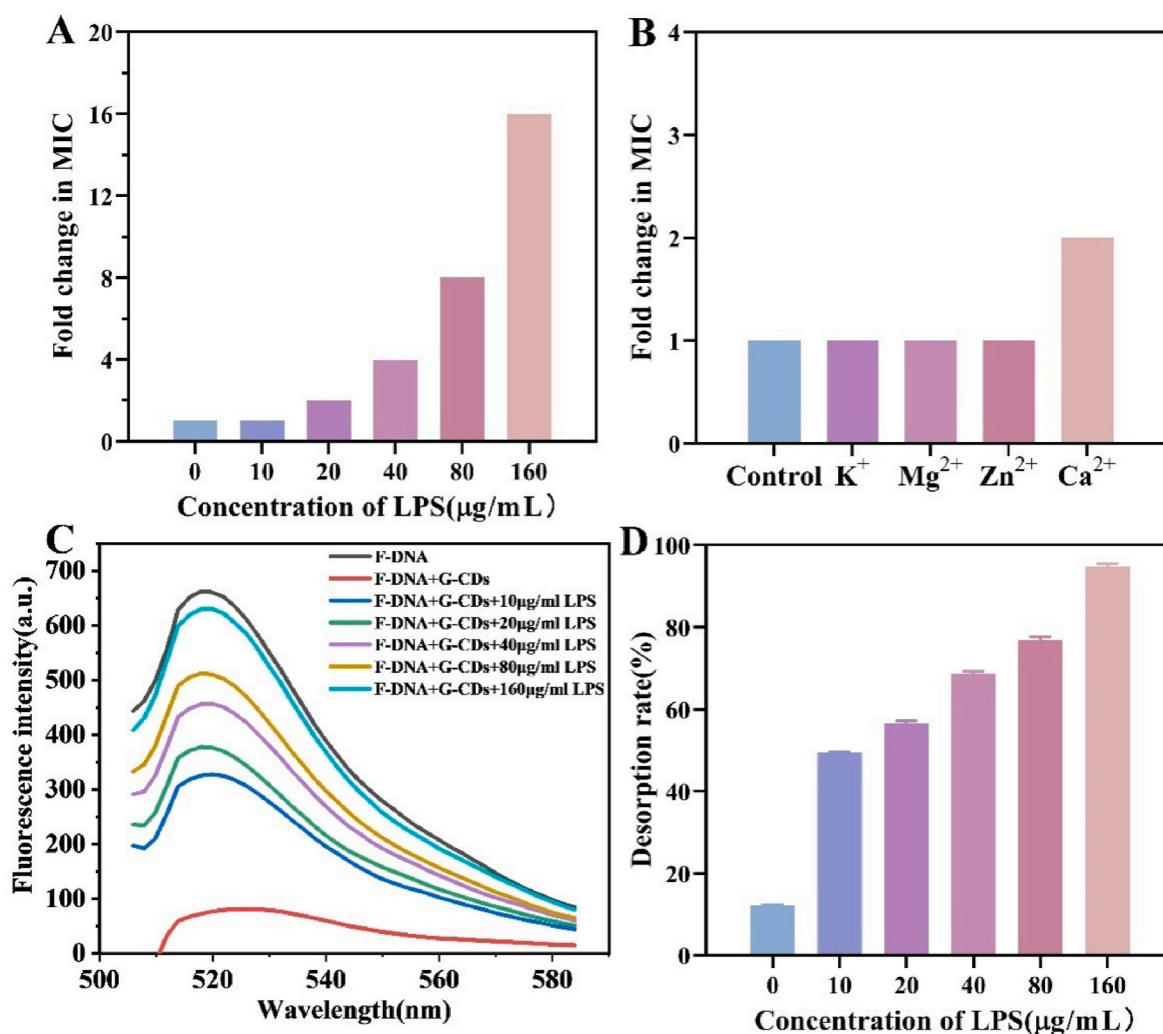 A
Fold change in MIC
20
16
12
8
4
0
0 10 20 40 80 160
Concentration of LPS(μg/mL）
B
Fold change in MIC
4
3
2
1
0
Control K⁺ Mg²⁺ Zn²⁺ Ca²⁺
C
Fluorescence intensity(a.u.)
700
600
500
400
300
200
100
0
F-DNA
F-DNA+G-CDs
F-DNA+G-CDs+10μg/ml LPS
F-DNA+G-CDs+20μg/ml LPS
F-DNA+G-CDs+40μg/ml LPS
F-DNA+G-CDs+80μg/ml LPS
F-DNA+G-CDs+160μg/ml LPS
500 520 540 560 580
Wavelength(nm)
D
Desorption rate(%)
100
80
60
40
20
0
0 10 20 40 80 160
Concentration of LPS(μg/mL）